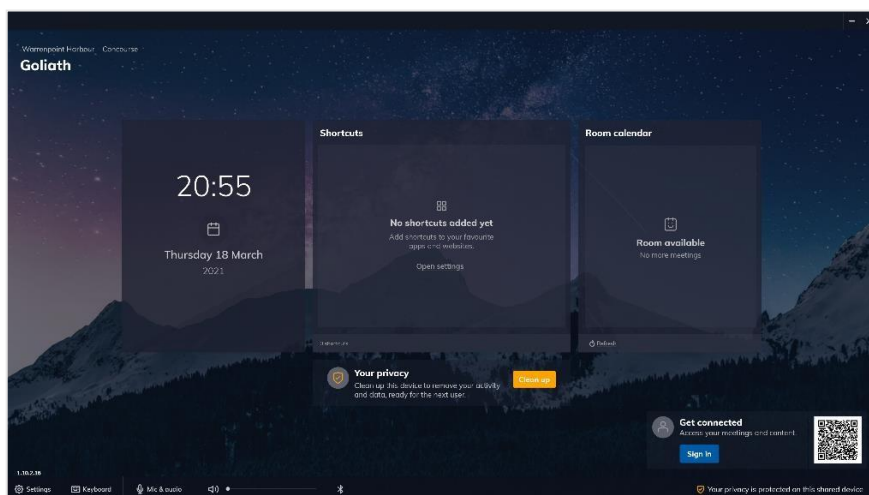 Warrenpoint Harbour Concourse
Goliath
20:55
Thursday 18 March
2021
Shortcuts
No shortcuts added yet
Add shortcuts to your favourite
apps and websites.
Open settings
0 shortcuts
Room calendar
Room available
No more meetings
Refresh
Your privacy
Clean up this device to remove your activity
and data, ready for the next user.
Clean up
Get connected
Access your meetings and content.
Sign in
1.10.2.16
Settings Keyboard Mic & audio
Your privacy is protected on this shared device